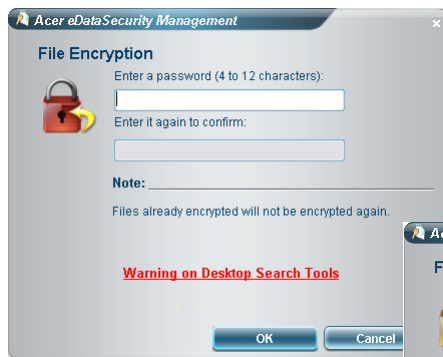 Acer eDataSecurity Management
File Encryption
Enter a password (4 to 12 characters):
Enter it again to confirm:
Note:
Files already encrypted will not be encrypted again.
Warning on Desktop Search Tools
OK
Cancel